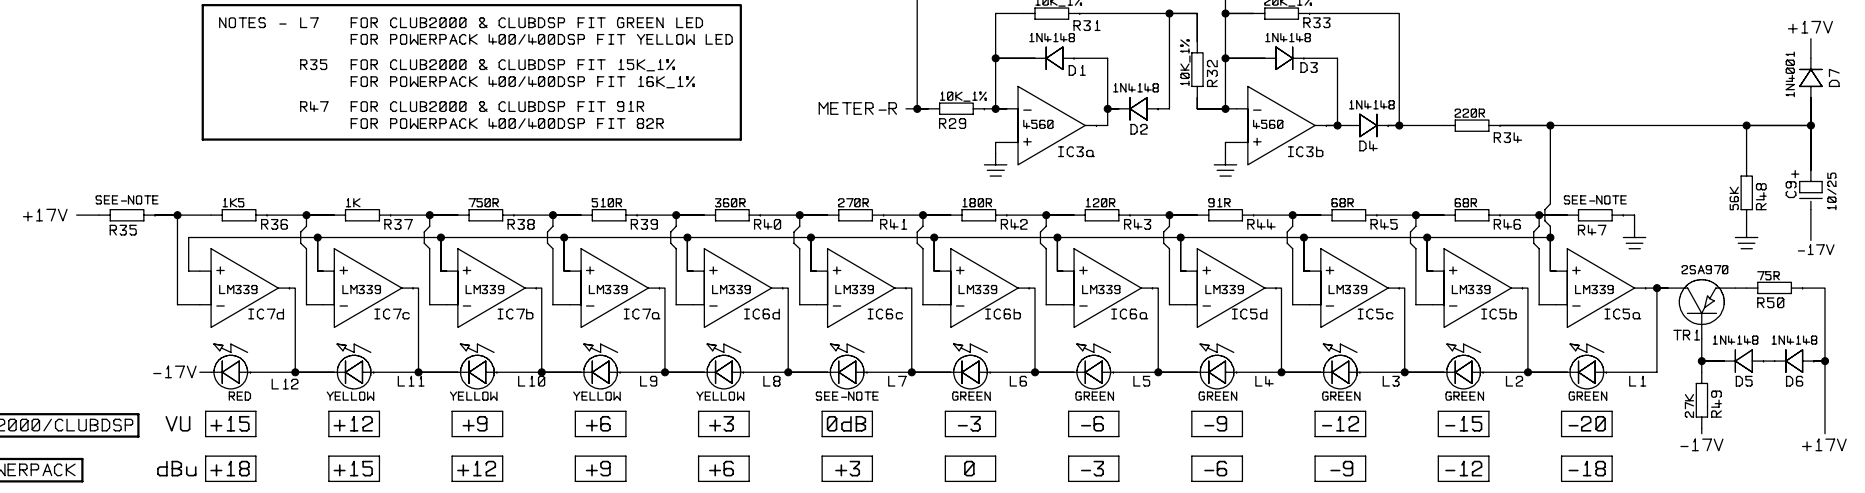 NOTES - L7 FOR CLUB2000 & CLUBDSP FIT GREEN LED
FOR POWERPACK 400/400DSP FIT YELLOW LED
R35 FOR CLUB2000 & CLUBDSP FIT 15K_1%
FOR POWERPACK 400/400DSP FIT 16K_1%
R47 FOR CLUB2000 & CLUBDSP FIT 91R
FOR POWERPACK 400/400DSP FIT 82R
10K_1%
R31
1N4148
D1
20K_1%
R33
1N4148
D3
10K_1%
R32
METER-R
10K_1%
R29
4560
IC3a
1N4148
D2
4560
IC3b
1N4148
D4
220R
R34
+17V
1N4001
D7
56K
R48
C9 +
10/25
-17V
+17V
SEE-NOTE
R35
1K5
R36
1K
R37
750R
R38
510R
R39
360R
R40
270R
R41
180R
R42
120R
R43
91R
R44
68R
R45
68R
R46
SEE-NOTE
R47
+ LM339 - IC7d
+ LM339 - IC7c
+ LM339 - IC7b
+ LM339 - IC7a
+ LM339 - IC6d
+ LM339 - IC6c
+ LM339 - IC6b
+ LM339 - IC6a
+ LM339 - IC5d
+ LM339 - IC5c
+ LM339 - IC5b
+ LM339 - IC5a
2SA970
TR1
75R
R50
1N4148
D5
1N4148
D6
27K
R49
-17V
+17V
-17V
L12 L11 L10 L9 L8 L7 L6 L5 L4 L3 L2 L1
RED YELLOW YELLOW YELLOW YELLOW SEE-NOTE GREEN GREEN GREEN GREEN GREEN GREEN
2000/CLUBDSP VU +15 +12 +9 +6 +3 0dB -3 -6 -9 -12 -15 -20
WERPACK dBu +18 +15 +12 +9 +6 +3 0 -3 -6 -9 -12 -18